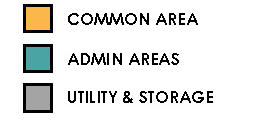 COMMON AREA
ADMIN AREAS
UTILITY & STORAGE